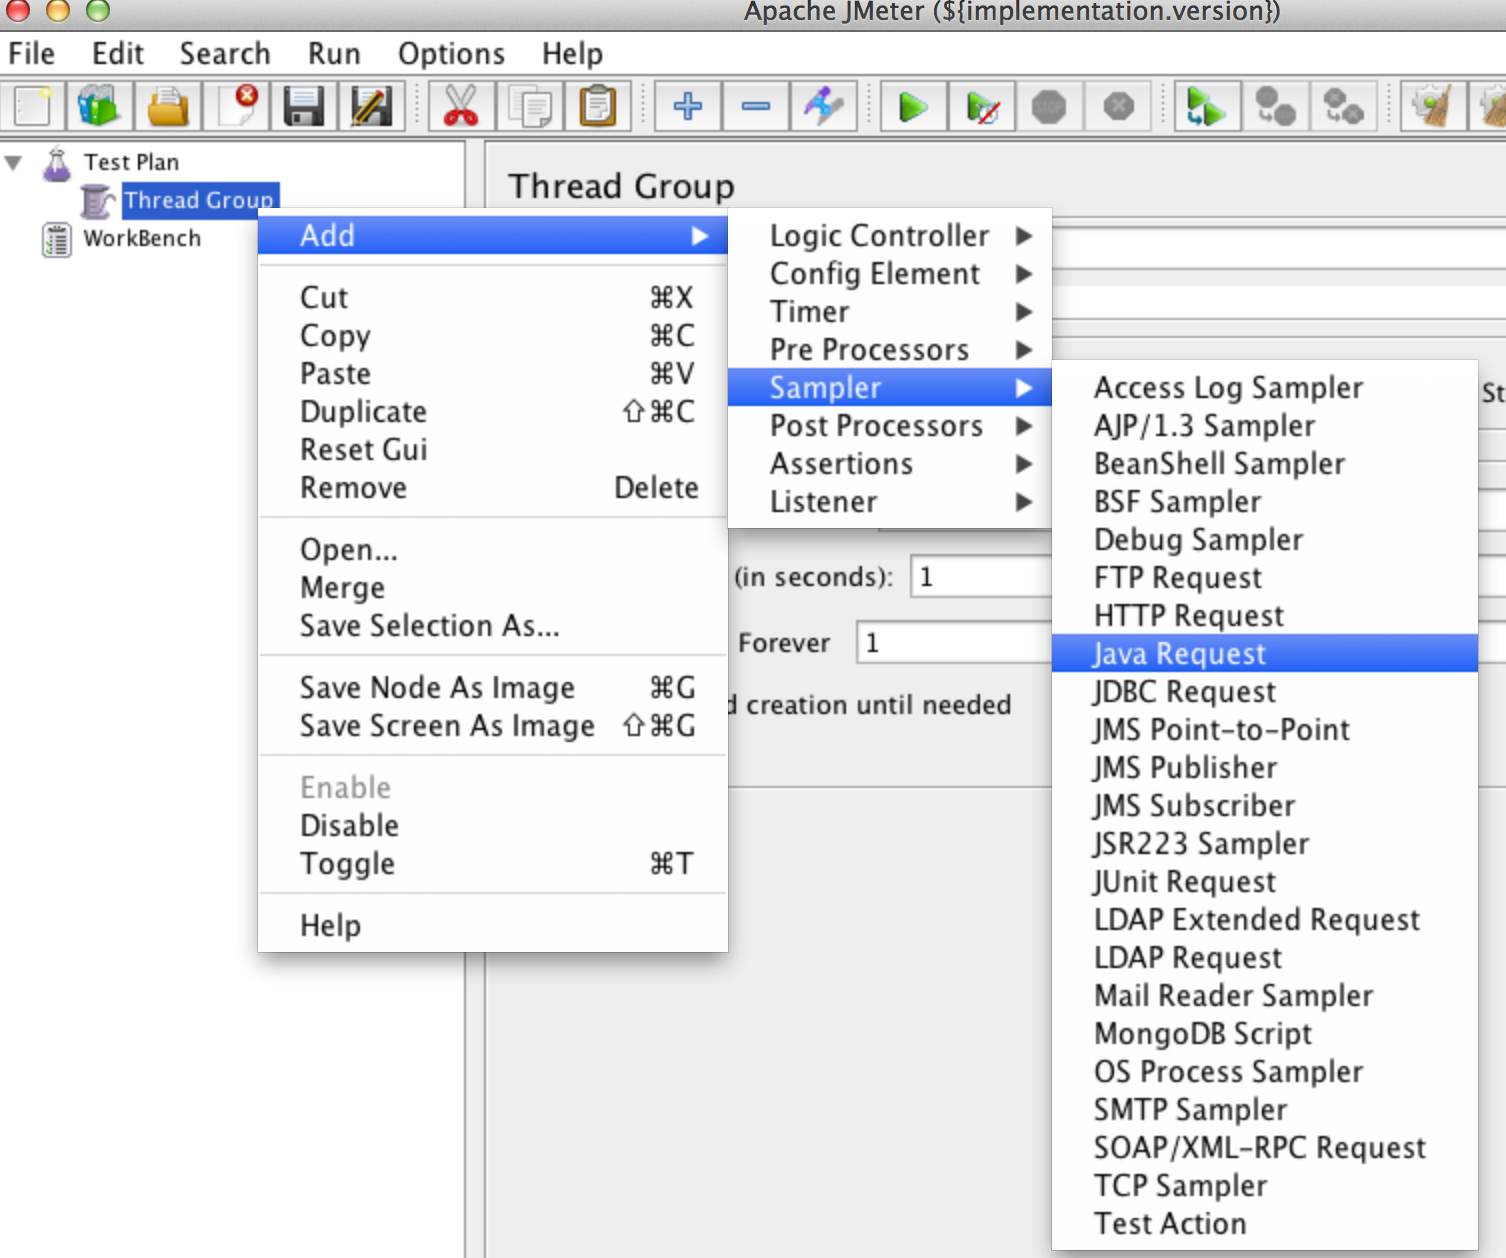 Apache JMeter (${implementation.version})
File Edit Search Run Options Help
STOP
Test Plan
Thread Group
WorkBench
Thread Group
Add
Cut ⌘X
Copy ⌘C
Paste ⌘V
Duplicate ⇧⌘C
Reset Gui
Remove Delete
Open...
Merge
Save Selection As...
Save Node As Image ⌘G
Save Screen As Image ⇧⌘G
Enable
Disable
Toggle ⌘T
Help
Logic Controller
Config Element
Timer
Pre Processors
Sampler
Post Processors
Assertions
Listener
(in seconds): 1
Forever 1
d creation until needed
St
Access Log Sampler
AJP/1.3 Sampler
BeanShell Sampler
BSF Sampler
Debug Sampler
FTP Request
HTTP Request
Java Request
JDBC Request
JMS Point-to-Point
JMS Publisher
JMS Subscriber
JSR223 Sampler
JUnit Request
LDAP Extended Request
LDAP Request
Mail Reader Sampler
MongoDB Script
OS Process Sampler
SMTP Sampler
SOAP/XML-RPC Request
TCP Sampler
Test Action